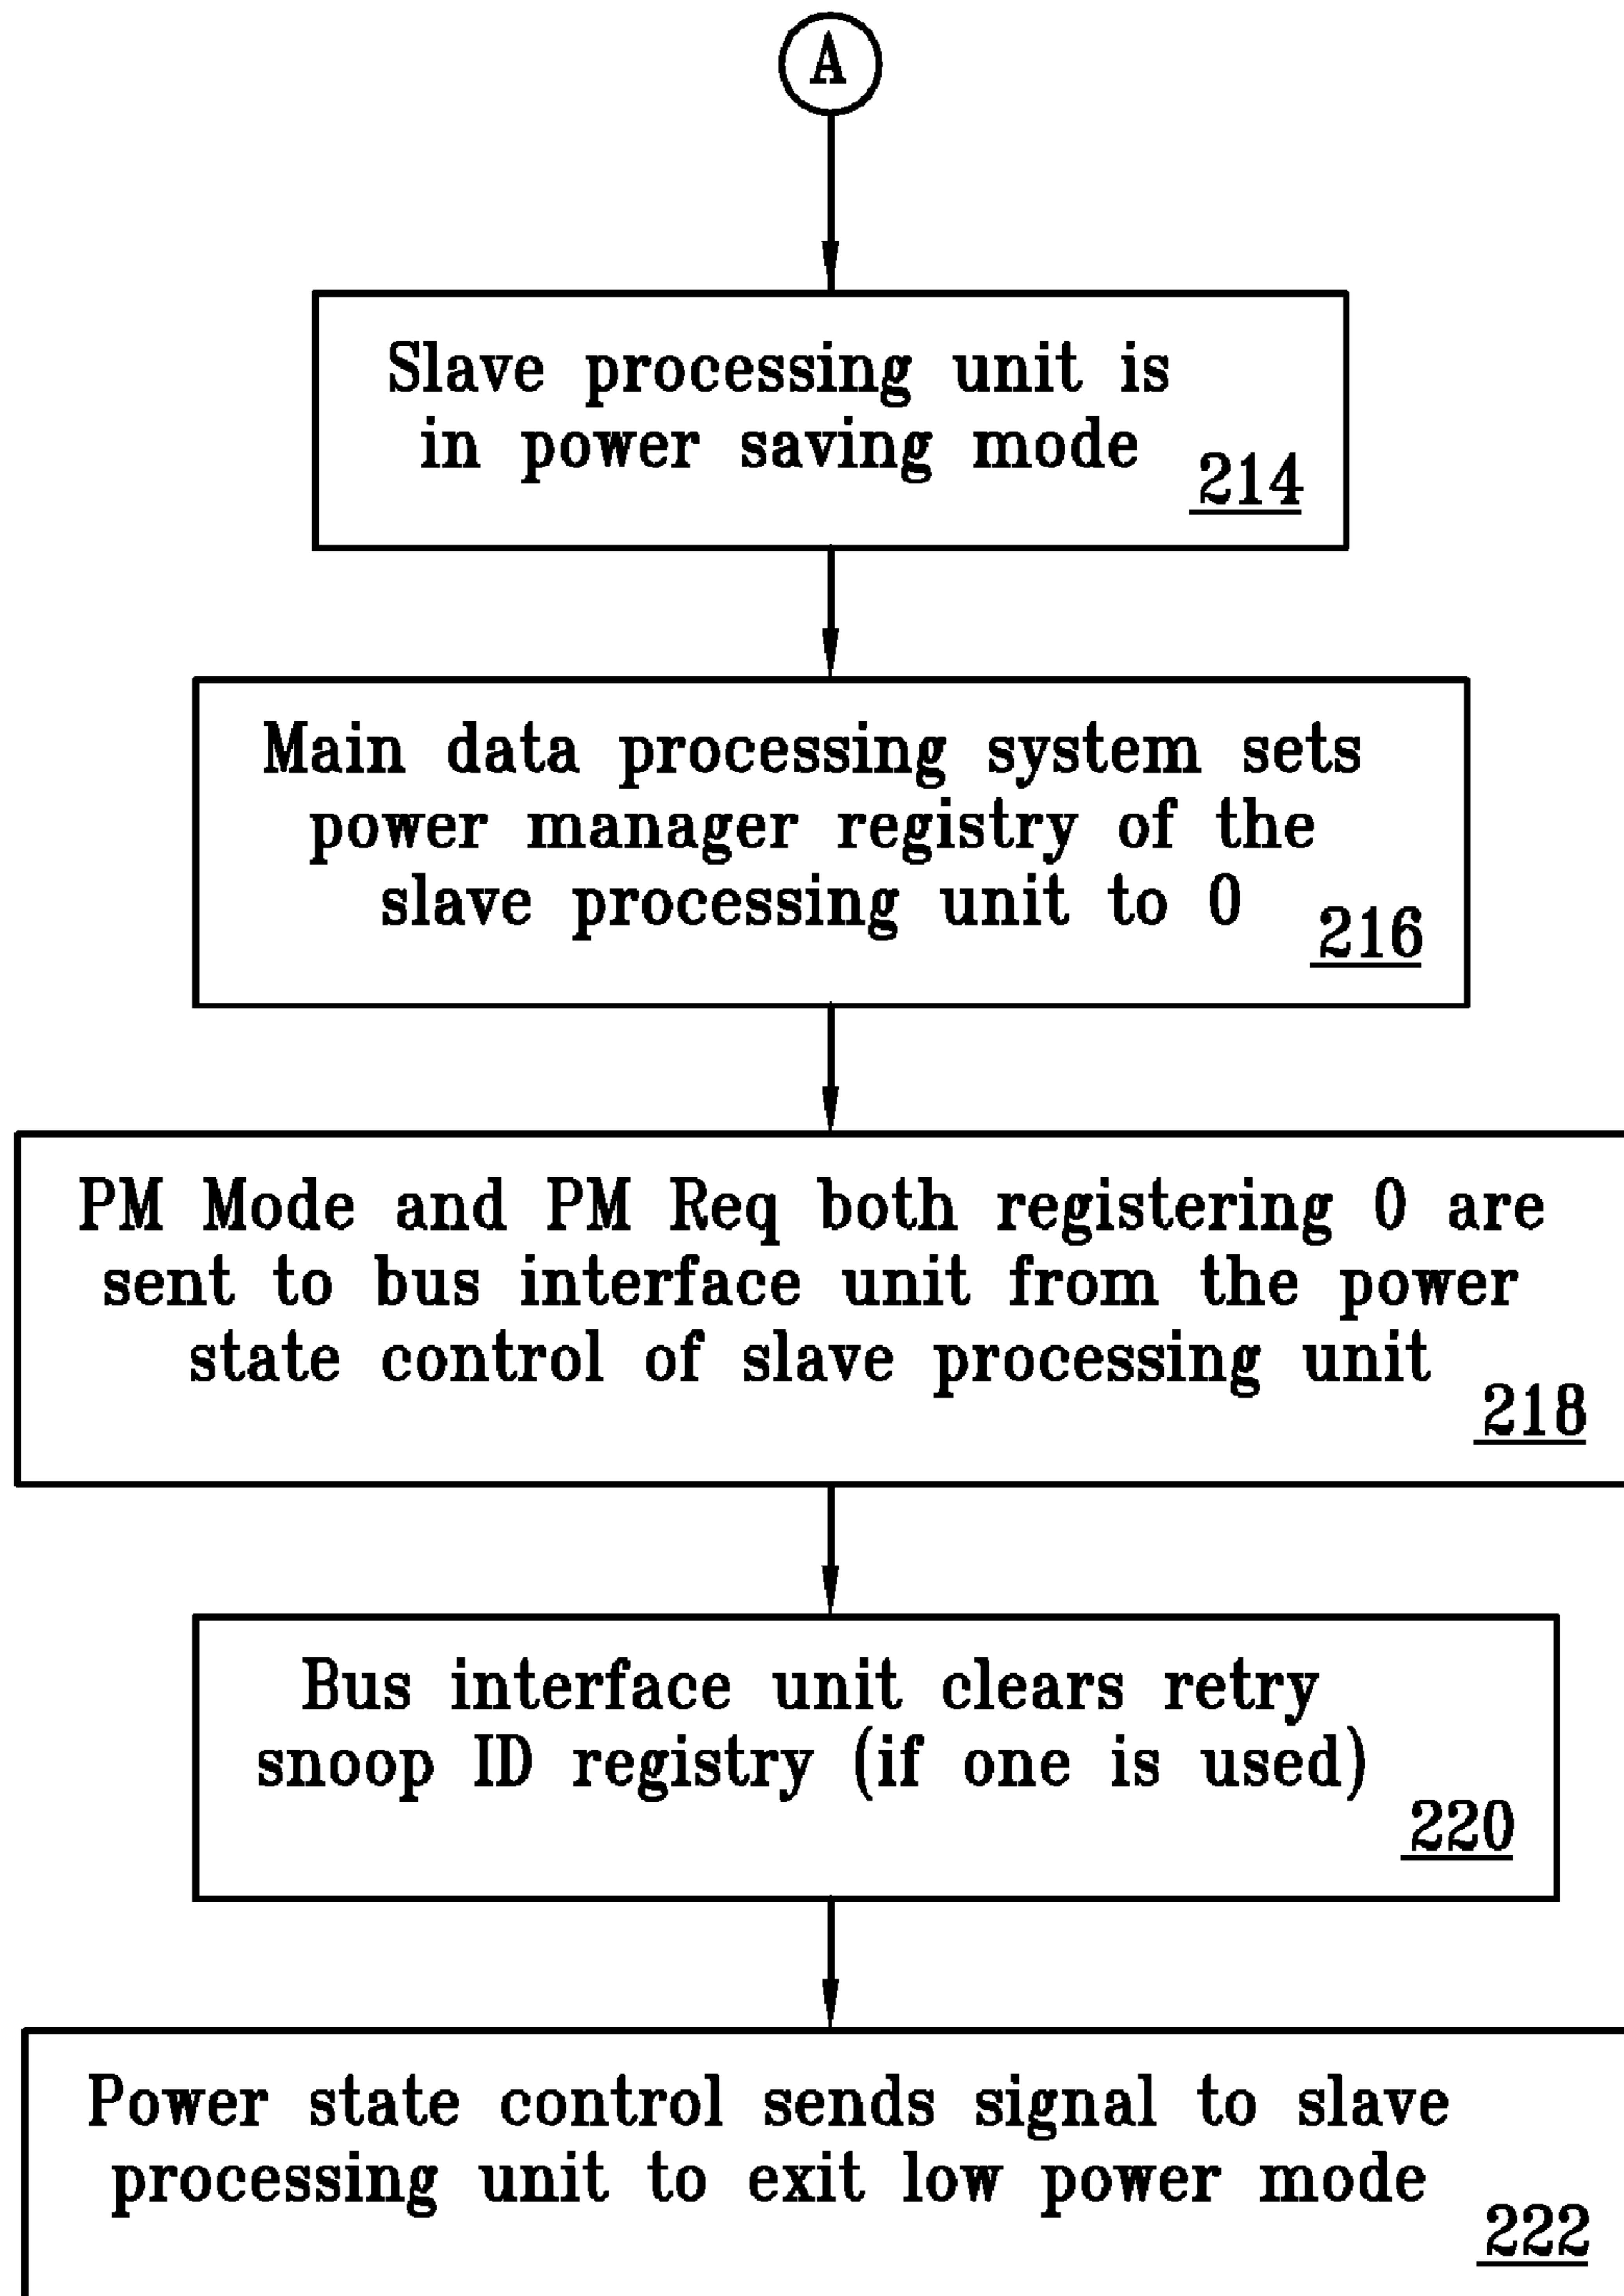 A
Slave processing unit is
in power saving mode
214
Main data processing system sets
power manager registry of the
slave processing unit to 0
216
PM Mode and PM Req both registering 0 are
sent to bus interface unit from the power
state control of slave processing unit
218
Bus interface unit clears retry
snoop ID registry (if one is used)
220
Power state control sends signal to slave
processing unit to exit low power mode
222